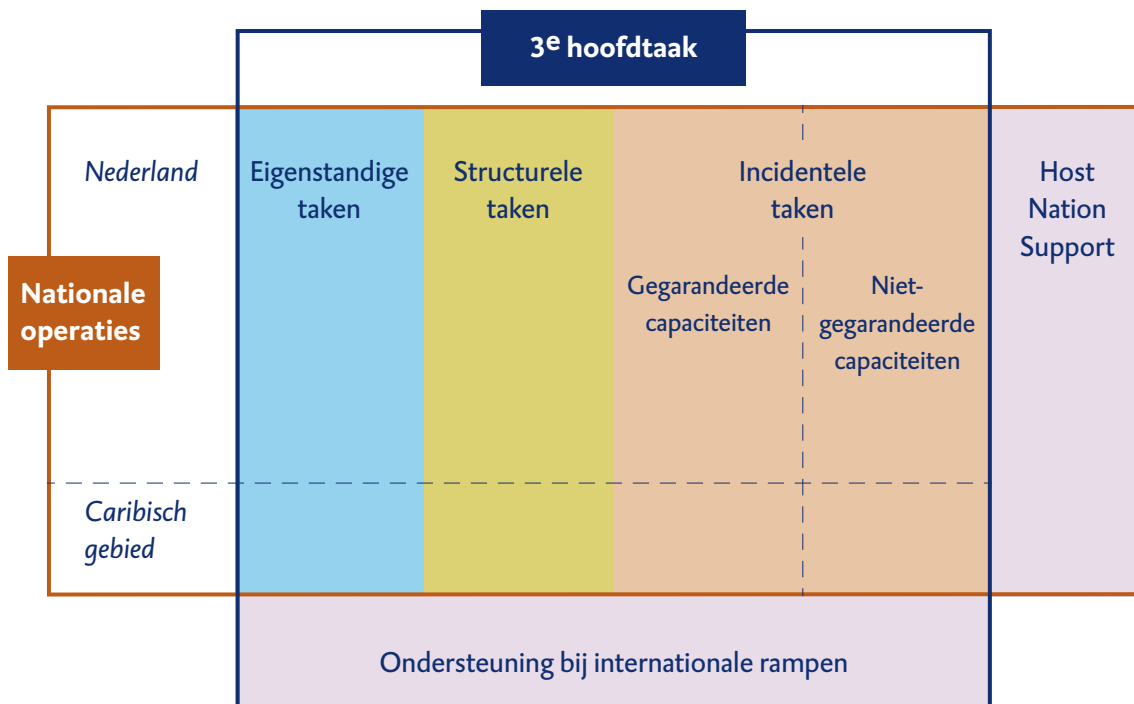 3e hoofdtaak
Nederland
Eigenstandige
taken
Structurele
taken
Incidentele
taken
Host
Nation
Support
Gegarandeerde
capaciteiten
Niet-
gegarandeerde
capaciteiten
Nationale
operaties
Caribisch
gebied
Ondersteuning bij internationale rampen